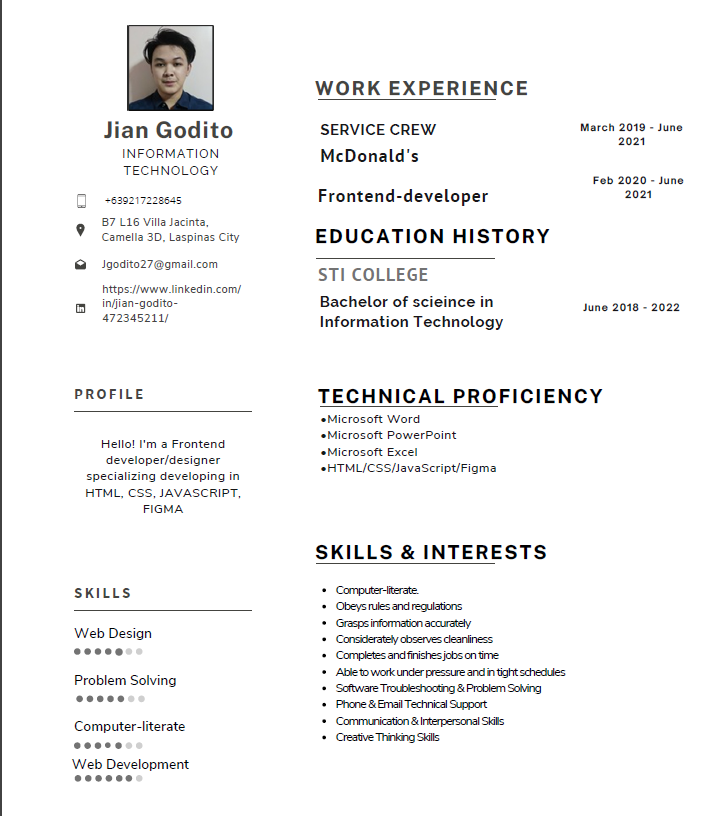 Jian Godito
INFORMATION
TECHNOLOGY
+639217228645
B7 L16 Villa Jacinta,
Camella 3D, Laspinas City
Jgodito27@gmail.com
https://www.linkedin.com/
in/jian-godito-
472345211/
PROFILE
Hello! I'm a Frontend
developer/designer
specializing developing in
HTML, CSS, JAVASCRIPT,
FIGMA
SKILLS
Web Design
Problem Solving
Computer-literate
Web Development
WORK EXPERIENCE
SERVICE CREW
McDonald's
March 2019 - June
2021
Frontend-developer
Feb 2020 - June
2021
EDUCATION HISTORY
STI COLLEGE
Bachelor of scieince in
Information Technology
June 2018 - 2022
TECHNICAL PROFICIENCY
•Microsoft Word
•Microsoft PowerPoint
•Microsoft Excel
•HTML/CSS/JavaScript/Figma
SKILLS & INTERESTS
• Computer-literate.
• Obeys rules and regulations
• Grasps information accurately
• Considerately observes cleanliness
• Completes and finishes jobs on time
• Able to work under pressure and in tight schedules
• Software Troubleshooting & Problem Solving
• Phone & Email Technical Support
• Communication & Interpersonal Skills
• Creative Thinking Skills